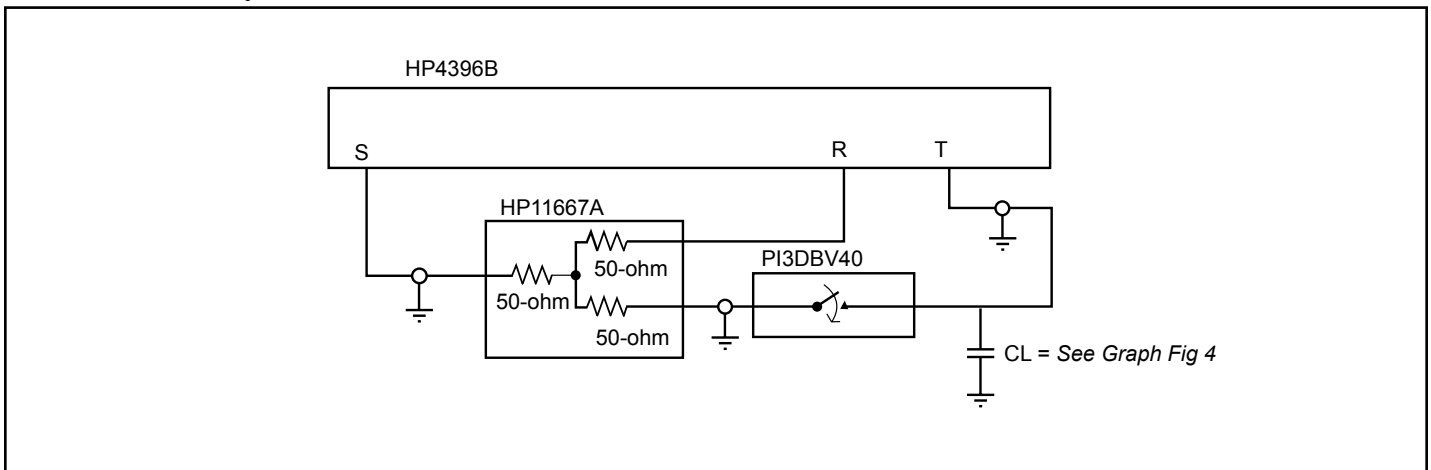 HP4396B
S
R
T
HP11667A
50-ohm
50-ohm
50-ohm
PI3DBV40
CL = See Graph Fig 4